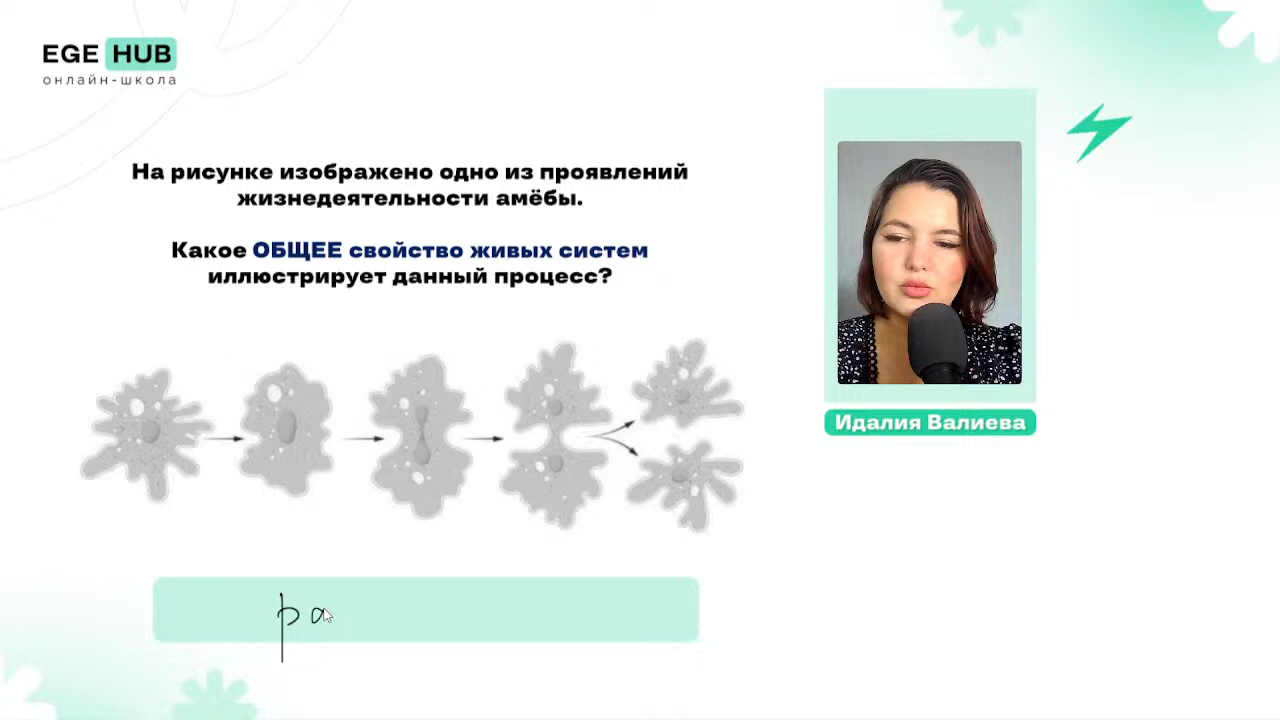 EGE HUB
онлайн-школа
На рисунке изображено одно из проявлений
жизнедеятельности амёбы.
Какое ОБЩЕЕ свойство живых систем
иллюстрирует данный процесс?
Идалия Валиева
ра